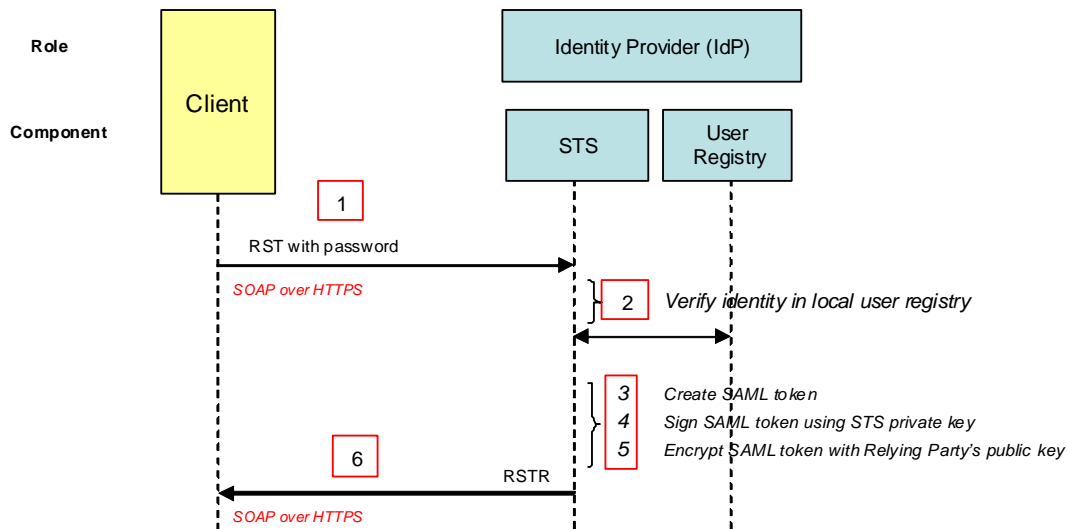 Role
Client
Identity Provider (IdP)
Component
STS
User
Registry
1
RST with password
SOAP over HTTPS
2
Verify identity in local user registry
3 Create SAML token
4 Sign SAML token using STS private key
5 Encrypt SAML token with Relying Party's public key
6
RSTR
SOAP over HTTPS